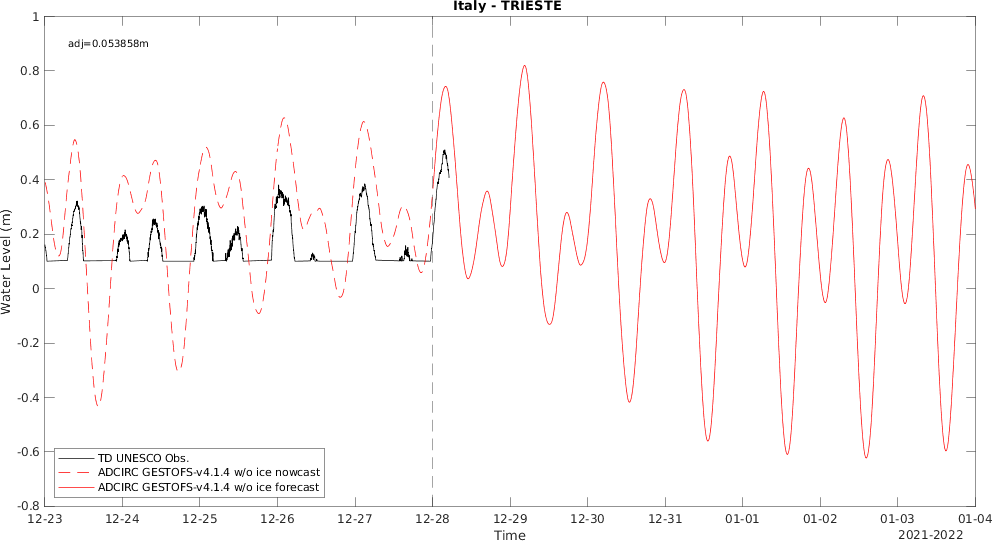 Italy - TRIESTE
adj=0.053858m
1
0.8
0.6
0.4
0.2
0
-0.2
-0.4
-0.6
-0.8
Water Level (m)
TD UNESCO Obs.
ADCIRC GESTOFS-v4.1.4 w/o ice nowcast
ADCIRC GESTOFS-v4.1.4 w/o ice forecast
12-23 12-24 12-25 12-26 12-27 12-28 12-29 12-30 12-31 01-01 01-02 01-03 01-04
Time
2021-2022